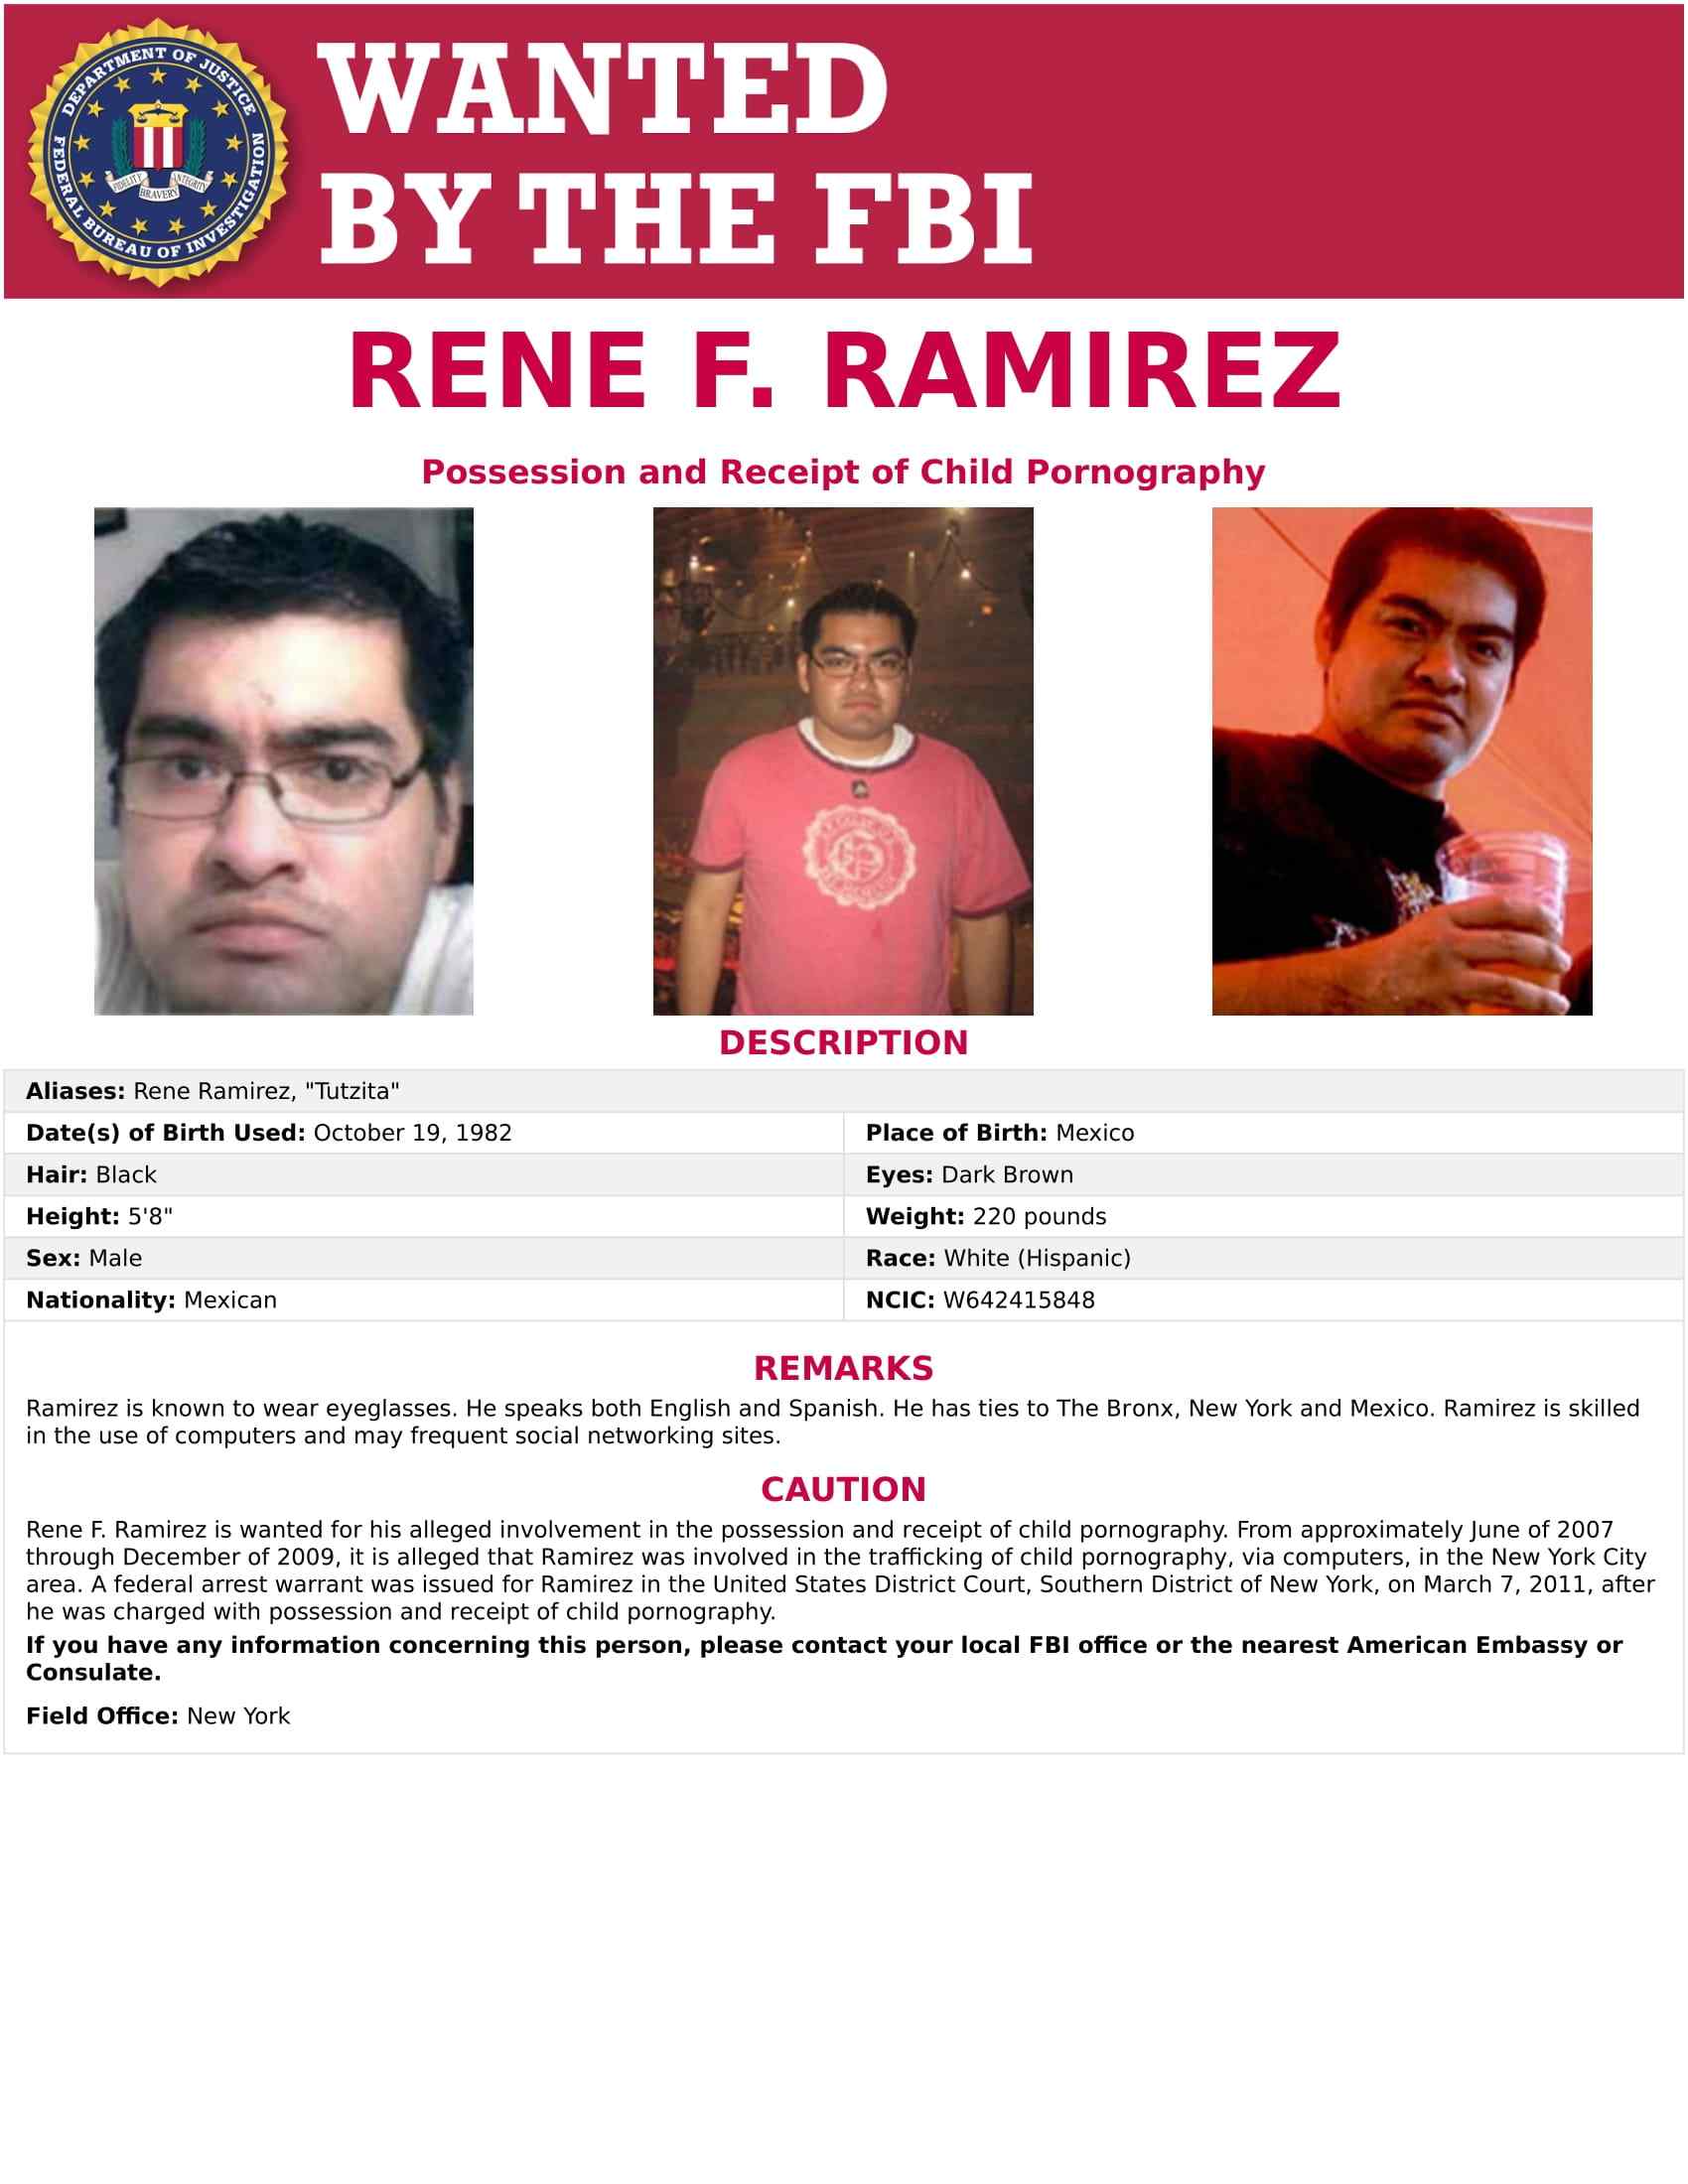 DEPARTMENT OF JUSTICE
FEDERAL BUREAU OF INVESTIGATION
FIDELITY BRAVERY INTEGRITY
WANTED
BY THE FBI
RENE F. RAMIREZ
Possession and Receipt of Child Pornography
DESCRIPTION
Aliases: Rene Ramirez, "Tutzita"
Date(s) of Birth Used: October 19, 1982
Place of Birth: Mexico
Hair: Black
Eyes: Dark Brown
Height: 5'8"
Weight: 220 pounds
Sex: Male
Race: White (Hispanic)
Nationality: Mexican
NCIC: W642415848
REMARKS
Ramirez is known to wear eyeglasses. He speaks both English and Spanish. He has ties to The Bronx, New York and Mexico. Ramirez is skilled
in the use of computers and may frequent social networking sites.
CAUTION
Rene F. Ramirez is wanted for his alleged involvement in the possession and receipt of child pornography. From approximately June of 2007
through December of 2009, it is alleged that Ramirez was involved in the trafficking of child pornography, via computers, in the New York City
area. A federal arrest warrant was issued for Ramirez in the United States District Court, Southern District of New York, on March 7, 2011, after
he was charged with possession and receipt of child pornography.
If you have any information concerning this person, please contact your local FBI office or the nearest American Embassy or
Consulate.
Field Office: New York